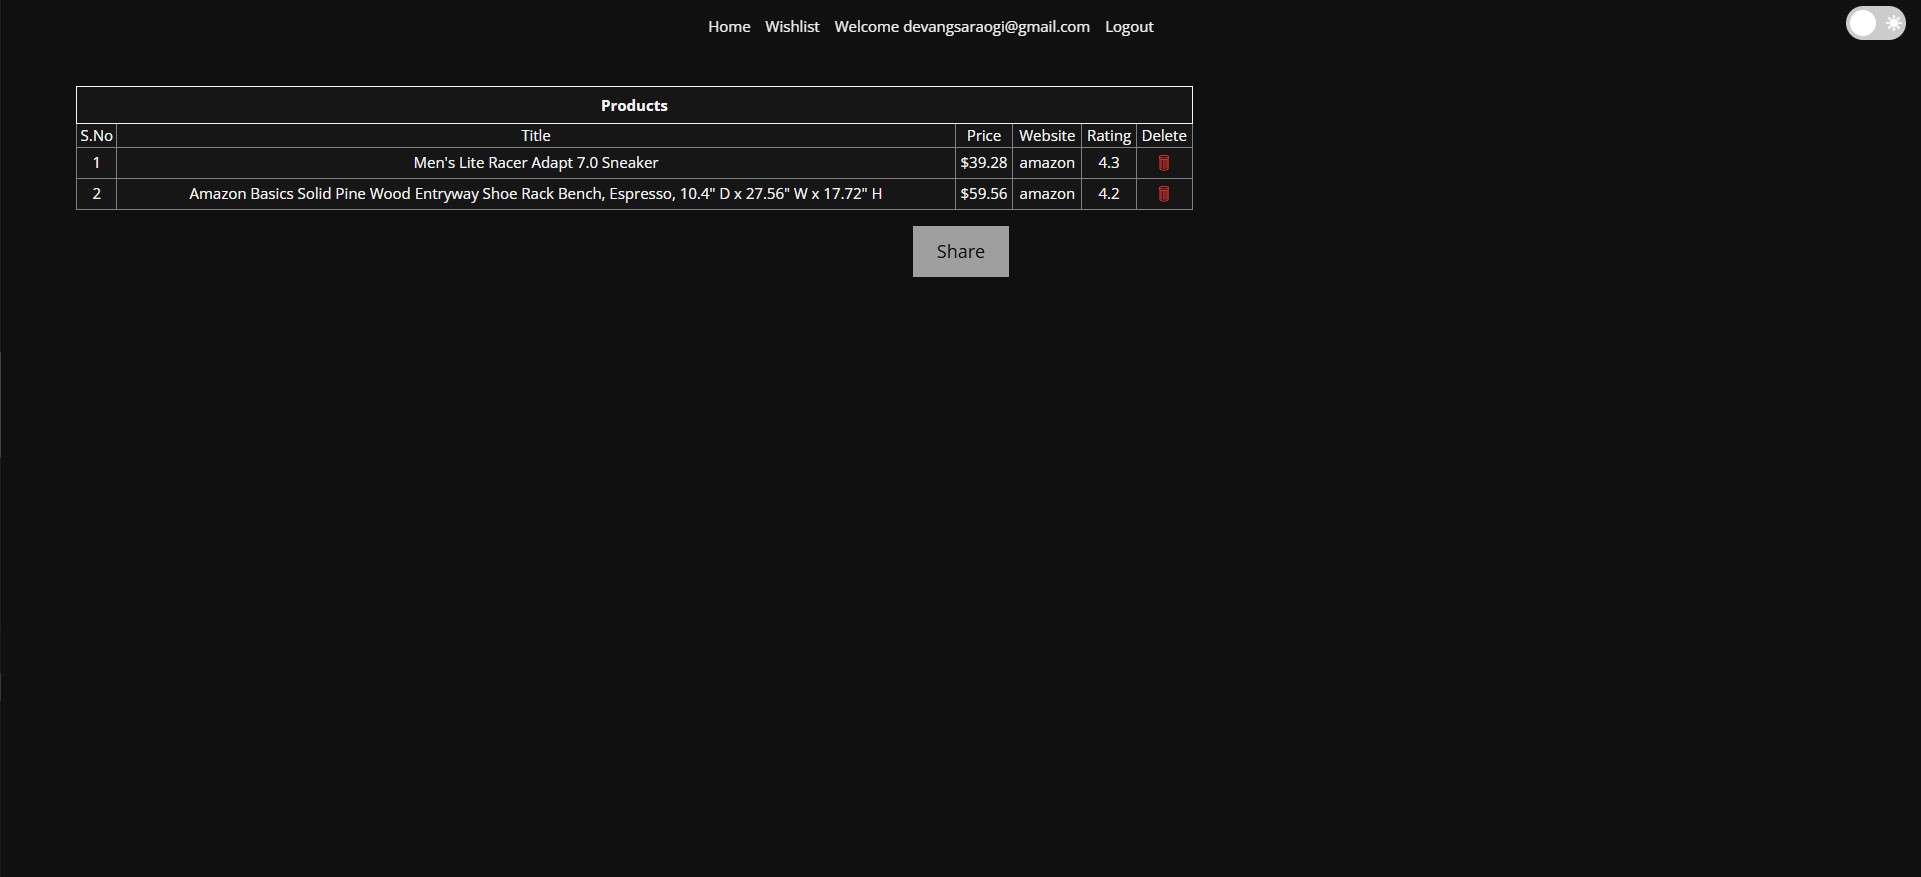 Home Wishlist Welcome devangsaraogi@gmail.com Logout
Products
S.No Title Price Website Rating Delete
1 Men's Lite Racer Adapt 7.0 Sneaker $39.28 amazon 4.3
2 Amazon Basics Solid Pine Wood Entryway Shoe Rack Bench, Espresso, 10.4" D x 27.56" W x 17.72" H $59.56 amazon 4.2
Share